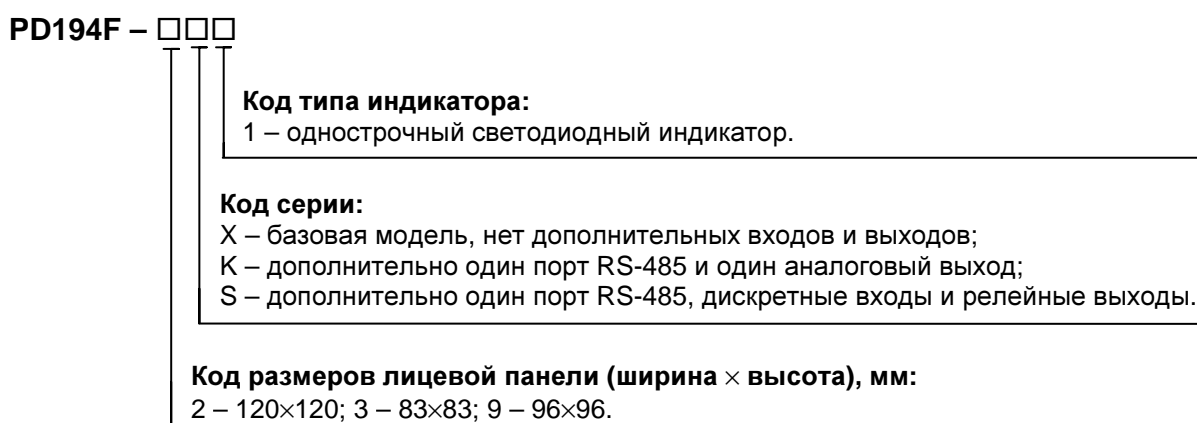 PD194F – □□□
Код типа индикатора:
1 – однострочный светодиодный индикатор.
Код серии:
X – базовая модель, нет дополнительных входов и выходов;
K – дополнительно один порт RS-485 и один аналоговый выход;
S – дополнительно один порт RS-485, дискретные входы и релейные выходы.
Код размеров лицевой панели (ширина × высота), мм:
2 – 120×120; 3 – 83×83; 9 – 96×96.